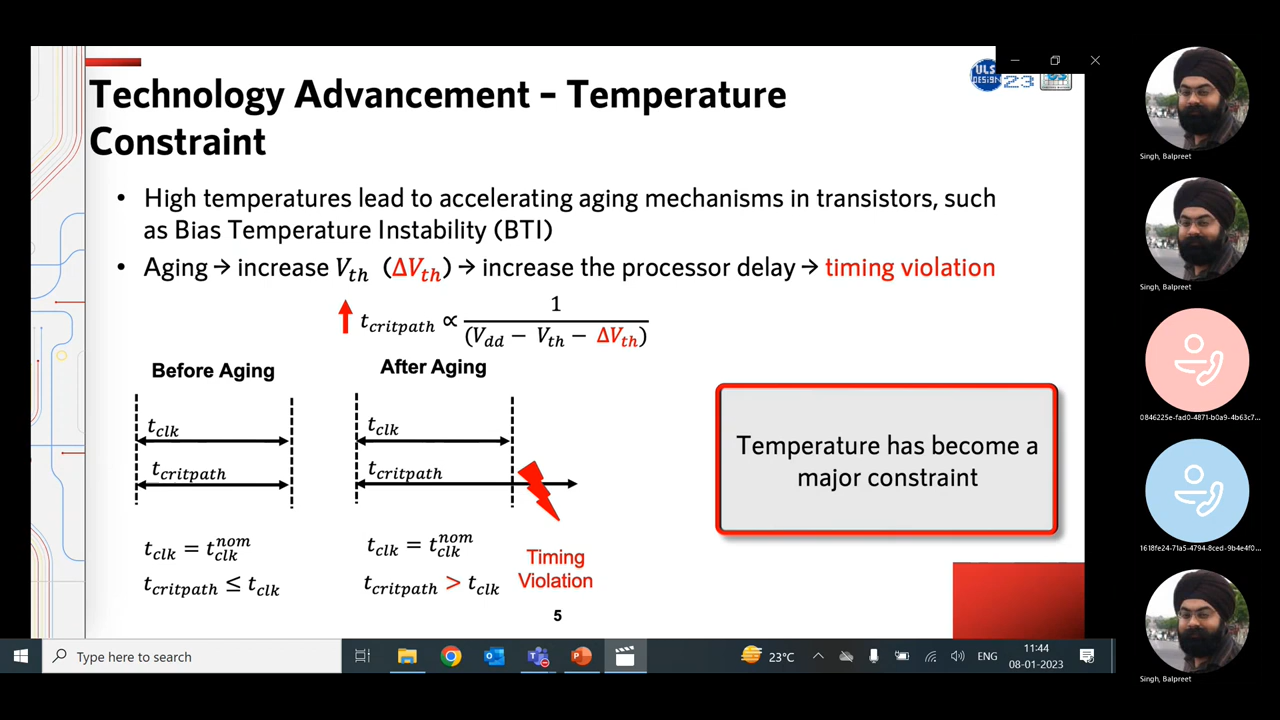 Technology Advancement – Temperature
Constraint
ULS
DESIGN
23
• High temperatures lead to accelerating aging mechanisms in transistors, such
as Bias Temperature Instability (BTI)
• Aging → increase V_th (ΔV_th) → increase the processor delay → timing violation
t_critpath ∝ 1 / (V_dd − V_th − ΔV_th)
Before Aging
After Aging
t_clk
t_clk
t_critpath
t_critpath
Temperature has become a
major constraint
t_clk = t_clk^nom
t_critpath ≤ t_clk
t_clk = t_clk^nom
t_critpath > t_clk
Timing
Violation
5
Singh, Balpreet
Singh, Balpreet
0846225e-fad0-4871-b0a9-4b63c7...
1618fe24-71a5-4794-8ced-9b4e4f0...
Singh, Balpreet
Type here to search
23°C
ENG
11:44
08-01-2023